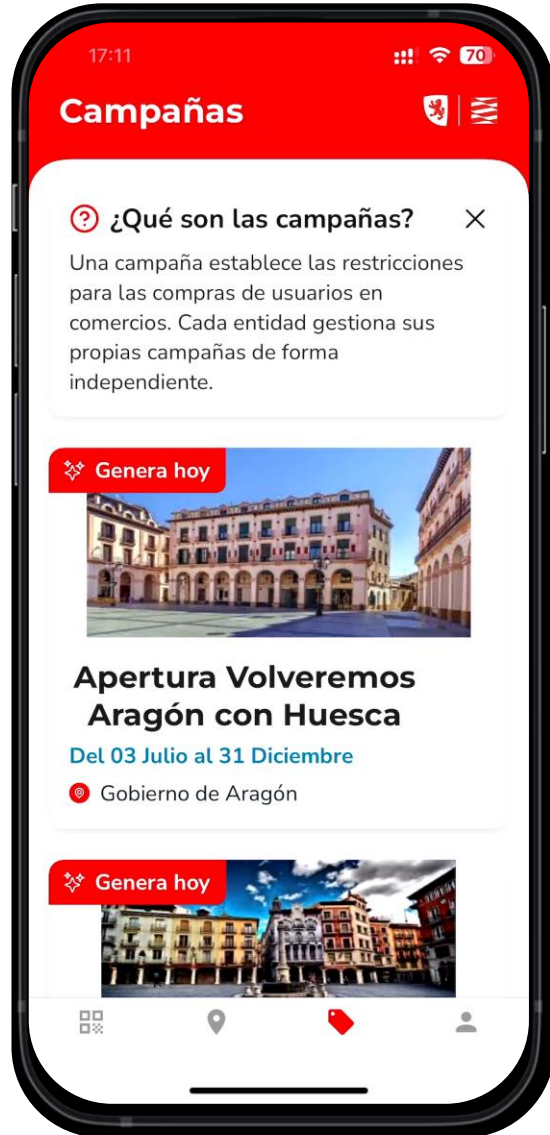 17:11
70
Campañas
¿Qué son las campañas?
Una campaña establece las restricciones
para las compras de usuarios en
comercios. Cada entidad gestiona sus
propias campañas de forma
independiente.
Genera hoy
Apertura Volveremos
Aragón con Huesca
Del 03 Julio al 31 Diciembre
Gobierno de Aragón
Genera hoy